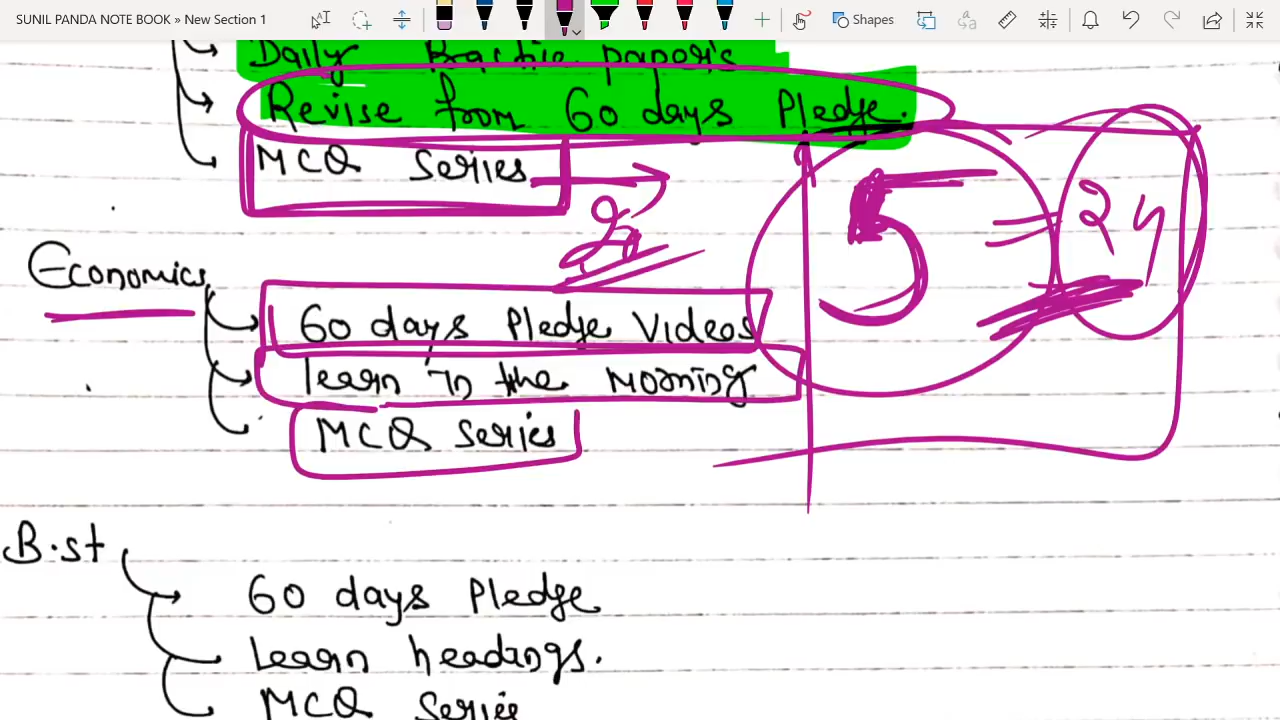 SUNIL PANDA NOTE BOOK » New Section 1
Shapes
Daily Practice papers
Revise from 60 days Pledge.
MCQ Series
5 = 24
Economics
60 days Pledge Videos
learn in the Morning
MCQ Series
B.st
60 days Pledge
Learn headings.
MCQ Series